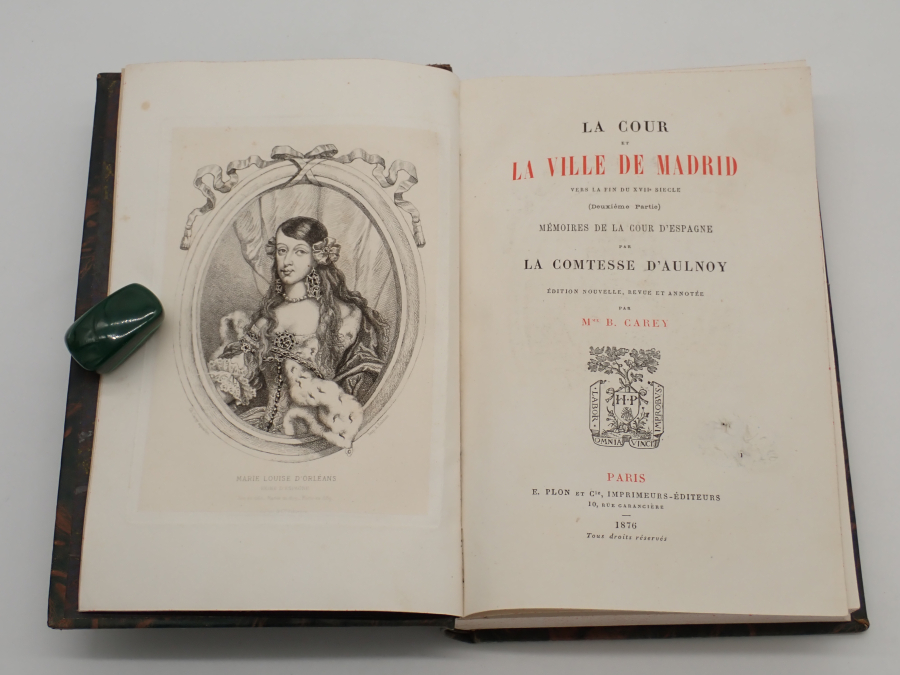 MARIE LOUISE D'ORLÉANS
LA COUR
ET
LA VILLE DE MADRID
VERS LA FIN DU XVIIe SIÈCLE
(Deuxième Partie)
MÉMOIRES DE LA COUR D'ESPAGNE
PAR
LA COMTESSE D'AULNOY
ÉDITION NOUVELLE, REVUE ET ANNOTÉE
PAR
Mme B. CAREY
LABOR
H·P
IMPROBVS
OMNIA VINCIT
PARIS
E. PLON ET Cie, IMPRIMEURS-ÉDITEURS
10, RUE GARANCIÈRE
1876
Tous droits réservés